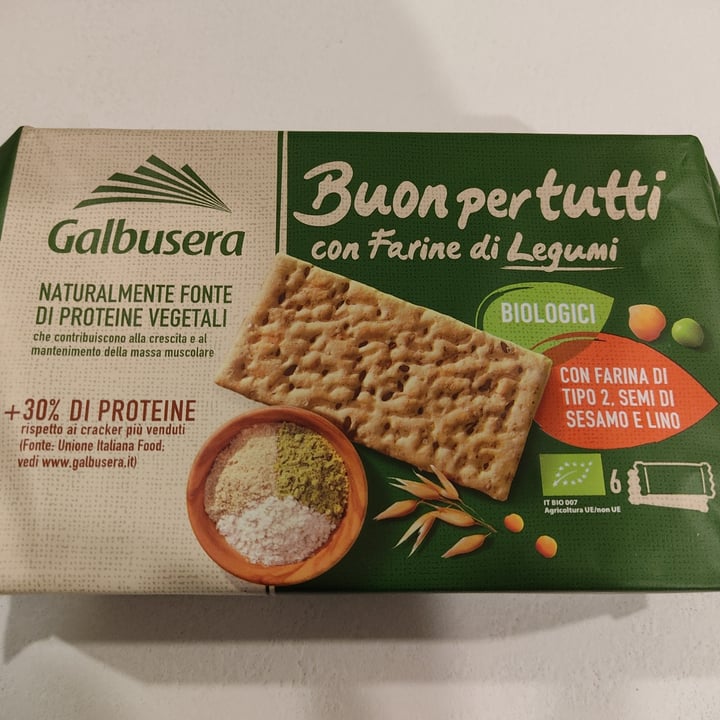 Galbusera
NATURALMENTE FONTE
DI PROTEINE VEGETALI
che contribuiscono alla crescita e al
mantenimento della massa muscolare
+30% DI PROTEINE
rispetto ai cracker più venduti
(Fonte: Unione Italiana Food;
vedi www.galbusera.it)
Buon per tutti
con Farine di Legumi
BIOLOGICI
CON FARINA DI
TIPO 2, SEMI DI
SESAMO E LINO
6
IT BIO 007
Agricoltura UE/non UE